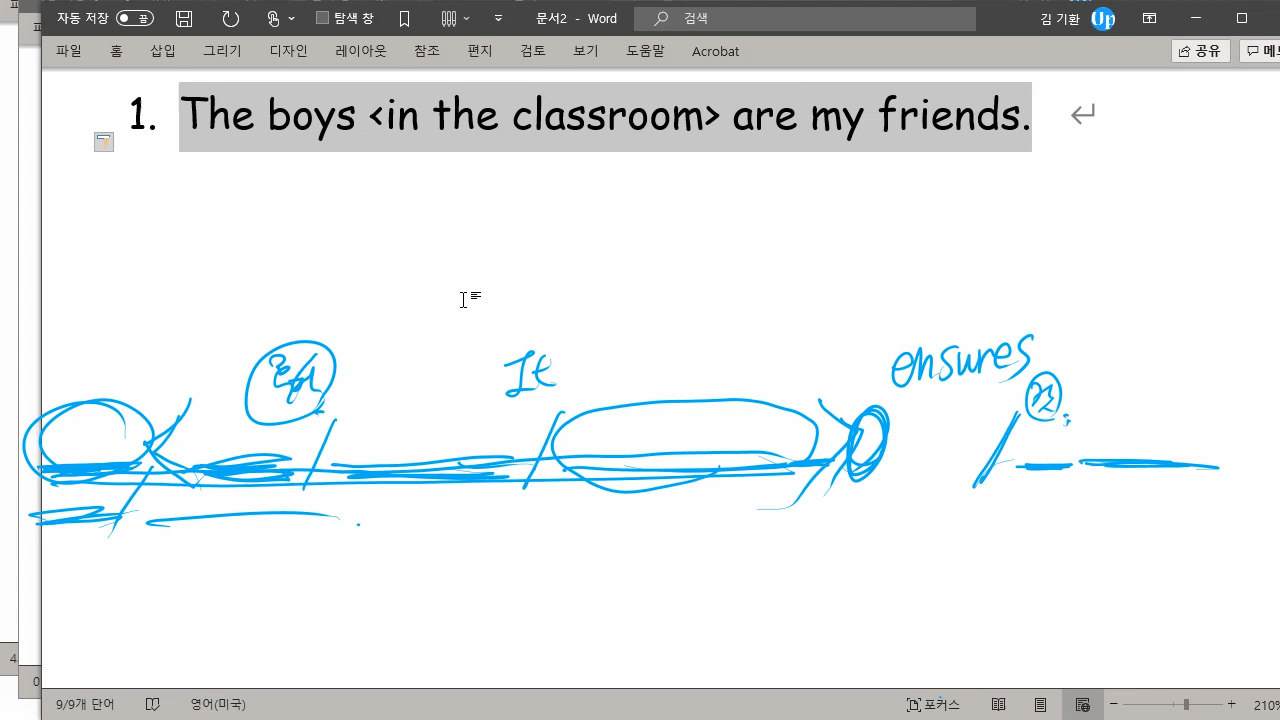 자동 저장 끔 탐색 창 문서2 - Word 검색 김 기환 Up
파일 홈 삽입 그리기 디자인 레이아웃 참조 편지 검토 보기 도움말 Acrobat 공유 메
1. The boys <in the classroom> are my friends.
It ensures
9/9개 단어 영어(미국) 포커스 210%